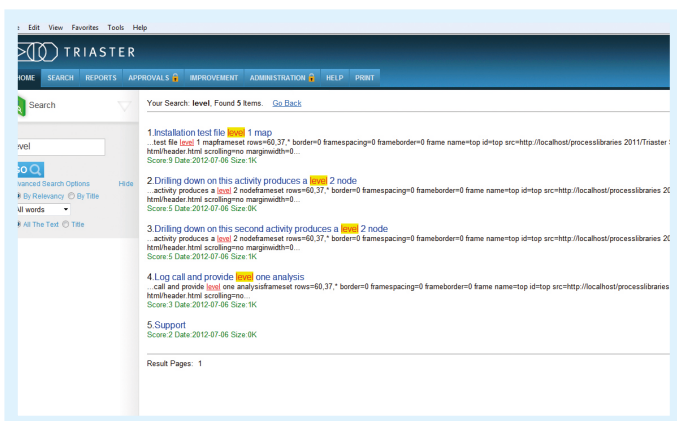 Edit View Favorites Tools Help
TRIASTER
HOME SEARCH REPORTS APPROVALS IMPROVEMENT ADMINISTRATION HELP PRINT
Search
Your Search: level, Found 5 Items. Go Back
level
GO
Advanced Search Options Hide
By Relevancy By Title
All words
All The Text Title
1.Installation test file level 1 map
...test file level 1 mapframeset rows=60,37,* border=0 framespacing=0 frameborder=0 frame name=top id=top src=http://localhost/processlibraries 2011/Triaster
html/header.html scrolling=no marginwidth=0...
Score:9 Date:2012-07-06 Size:1K
2.Drilling down on this activity produces a level 2 node
...activity produces a level 2 nodeframeset rows=60,37,* border=0 framespacing=0 frameborder=0 frame name=top id=top src=http://localhost/processlibraries 20
html/header.html scrolling=no marginwidth=0...
Score:5 Date:2012-07-06 Size:0K
3.Drilling down on this second activity produces a level 2 node
...activity produces a level 2 nodeframeset rows=60,37,* border=0 framespacing=0 frameborder=0 frame name=top id=top src=http://localhost/processlibraries 20
html/header.html scrolling=no marginwidth=0...
Score:5 Date:2012-07-06 Size:1K
4.Log call and provide level one analysis
...call and provide level one analysisframeset rows=60,37,* border=0 framespacing=0 frameborder=0 frame name=top id=top src=http://localhost/processlibraries
html/header.html scrolling=no...
Score:3 Date:2012-07-06 Size:1K
5.Support
Score:2 Date:2012-07-06 Size:0K
Result Pages: 1